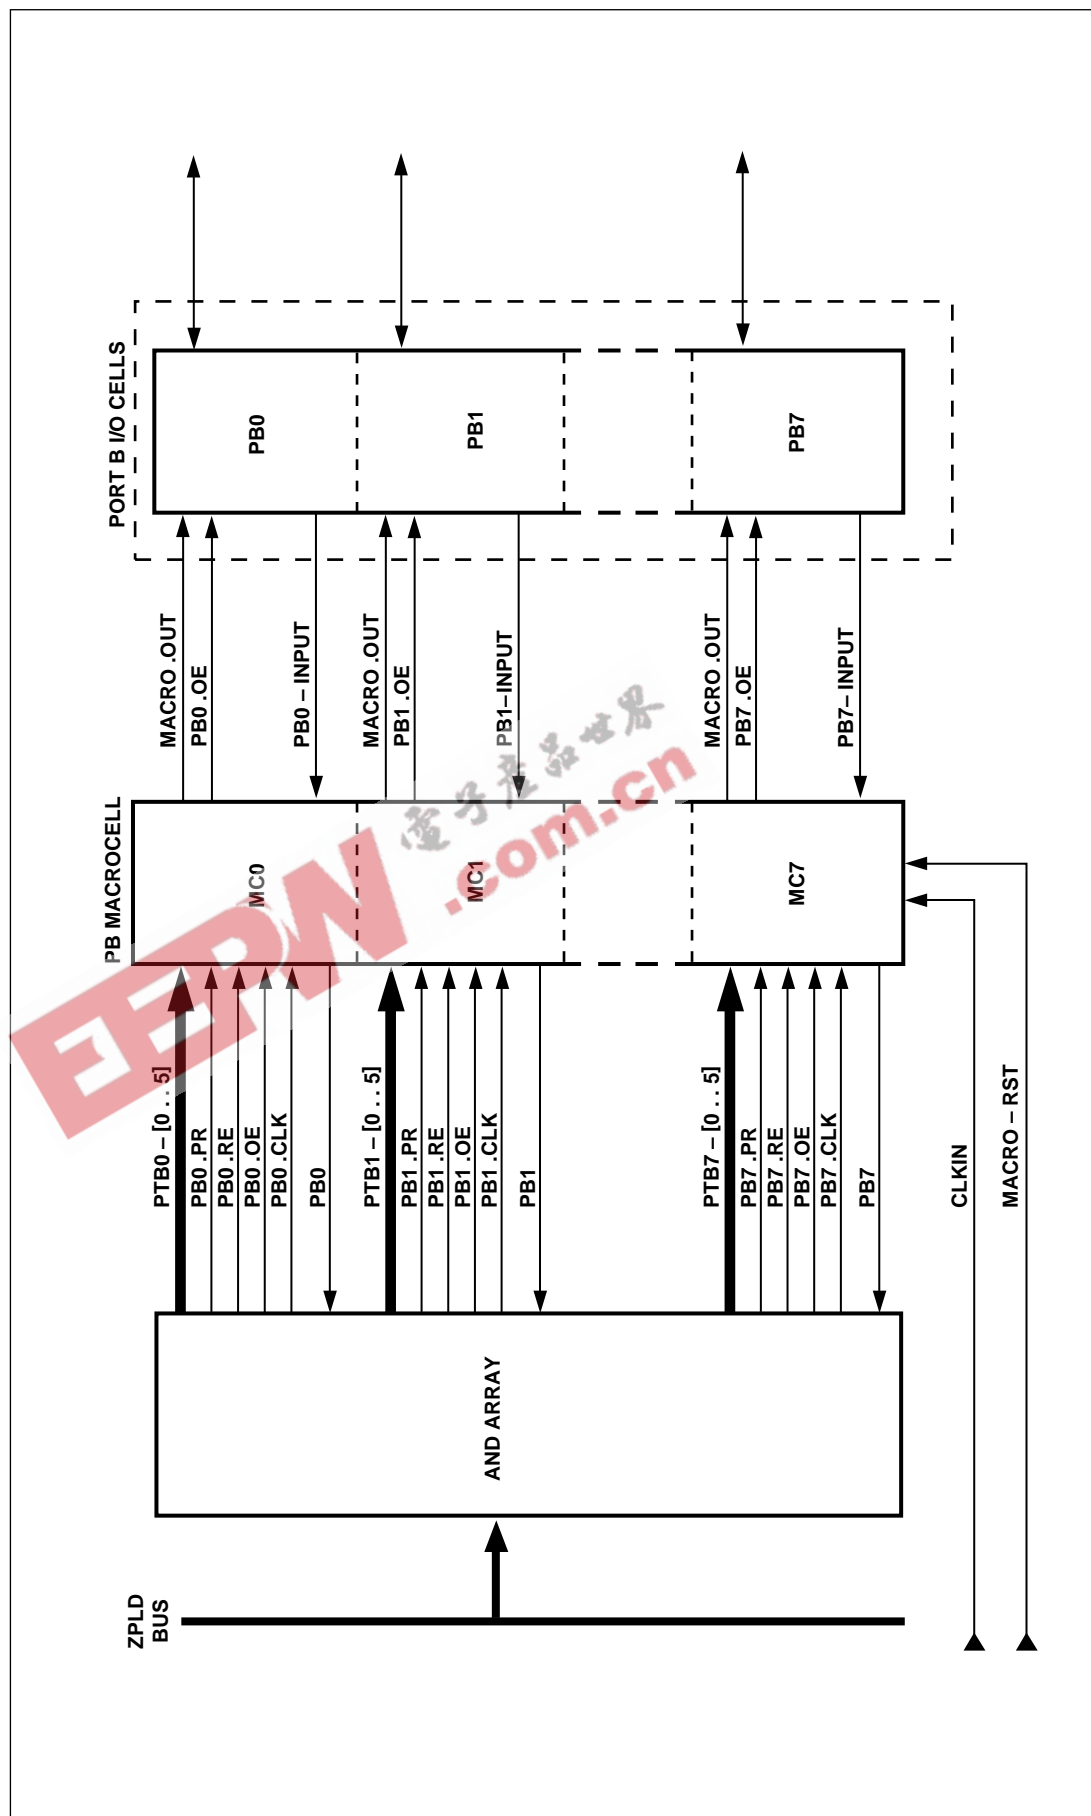 ZPLD
BUS
AND ARRAY
PTB0 – [0 . . 5]
PB0 .PR
PB0 .RE
PB0 .OE
PB0 .CLK
PB0
PTB1 – [0 . . 5]
PB1 .PR
PB1 .RE
PB1 .OE
PB1 .CLK
PB1
PTB7 – [0 . . 5]
PB7 .PR
PB7 .RE
PB7 .OE
PB7 .CLK
PB7
CLKIN
MACRO – RST
PB MACROCELL
MC0
MC1
MC7
MACRO .OUT
PB0 .OE
PB0 – INPUT
MACRO .OUT
PB1 .OE
PB1–INPUT
MACRO .OUT
PB7 .OE
PB7– INPUT
PORT B I/O CELLS
PB0
PB1
PB7
EEPW
電子產品世界
.com.cn